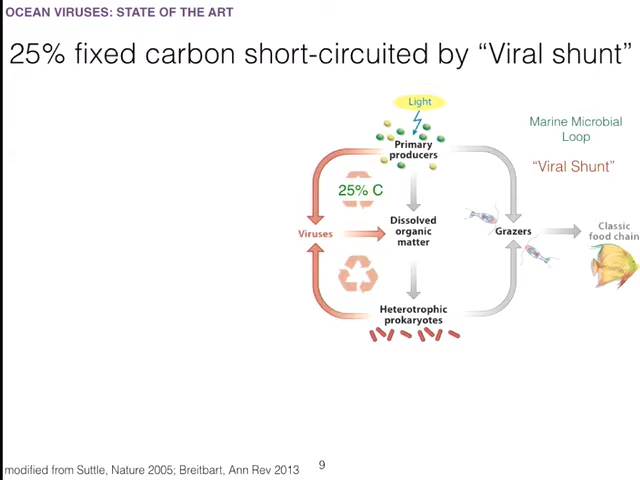 OCEAN VIRUSES: STATE OF THE ART
25% fixed carbon short-circuited by “Viral shunt”
Light
Marine Microbial
Loop
Primary
producers
“Viral Shunt”
25% C
Viruses
Dissolved
organic
matter
Grazers
Classic
food chain
Heterotrophic
prokaryotes
modified from Suttle, Nature 2005; Breitbart, Ann Rev 2013
9